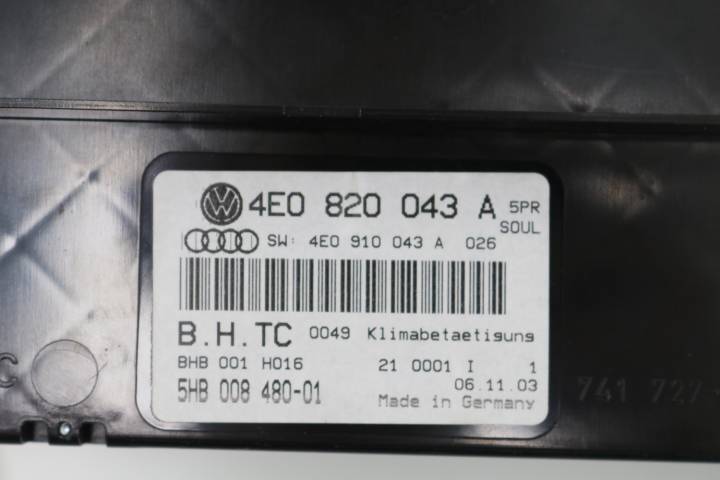 4E0 820 043 A 5PR
SOUL
SW: 4E0 910 043 A 026
B.H.TC 0049 Klimabetaetigung
BHB 001 H016 21 0001 I 1
06.11.03
5HB 008 480-01 Made in Germany
741 727
C